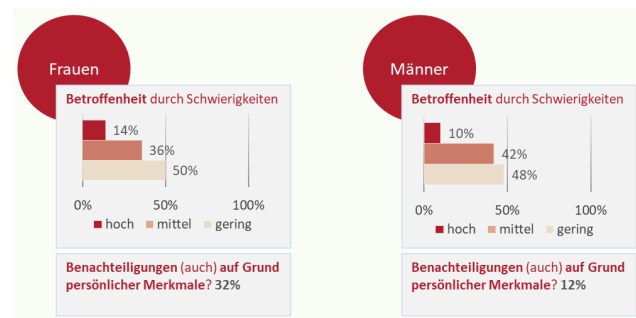 Frauen
Betroffenheit durch Schwierigkeiten
14%
36%
50%
0% 50% 100%
hoch mittel gering
Benachteiligungen (auch) auf Grund
persönlicher Merkmale? 32%
Männer
Betroffenheit durch Schwierigkeiten
10%
42%
48%
0% 50% 100%
hoch mittel gering
Benachteiligungen (auch) auf Grund
persönlicher Merkmale? 12%